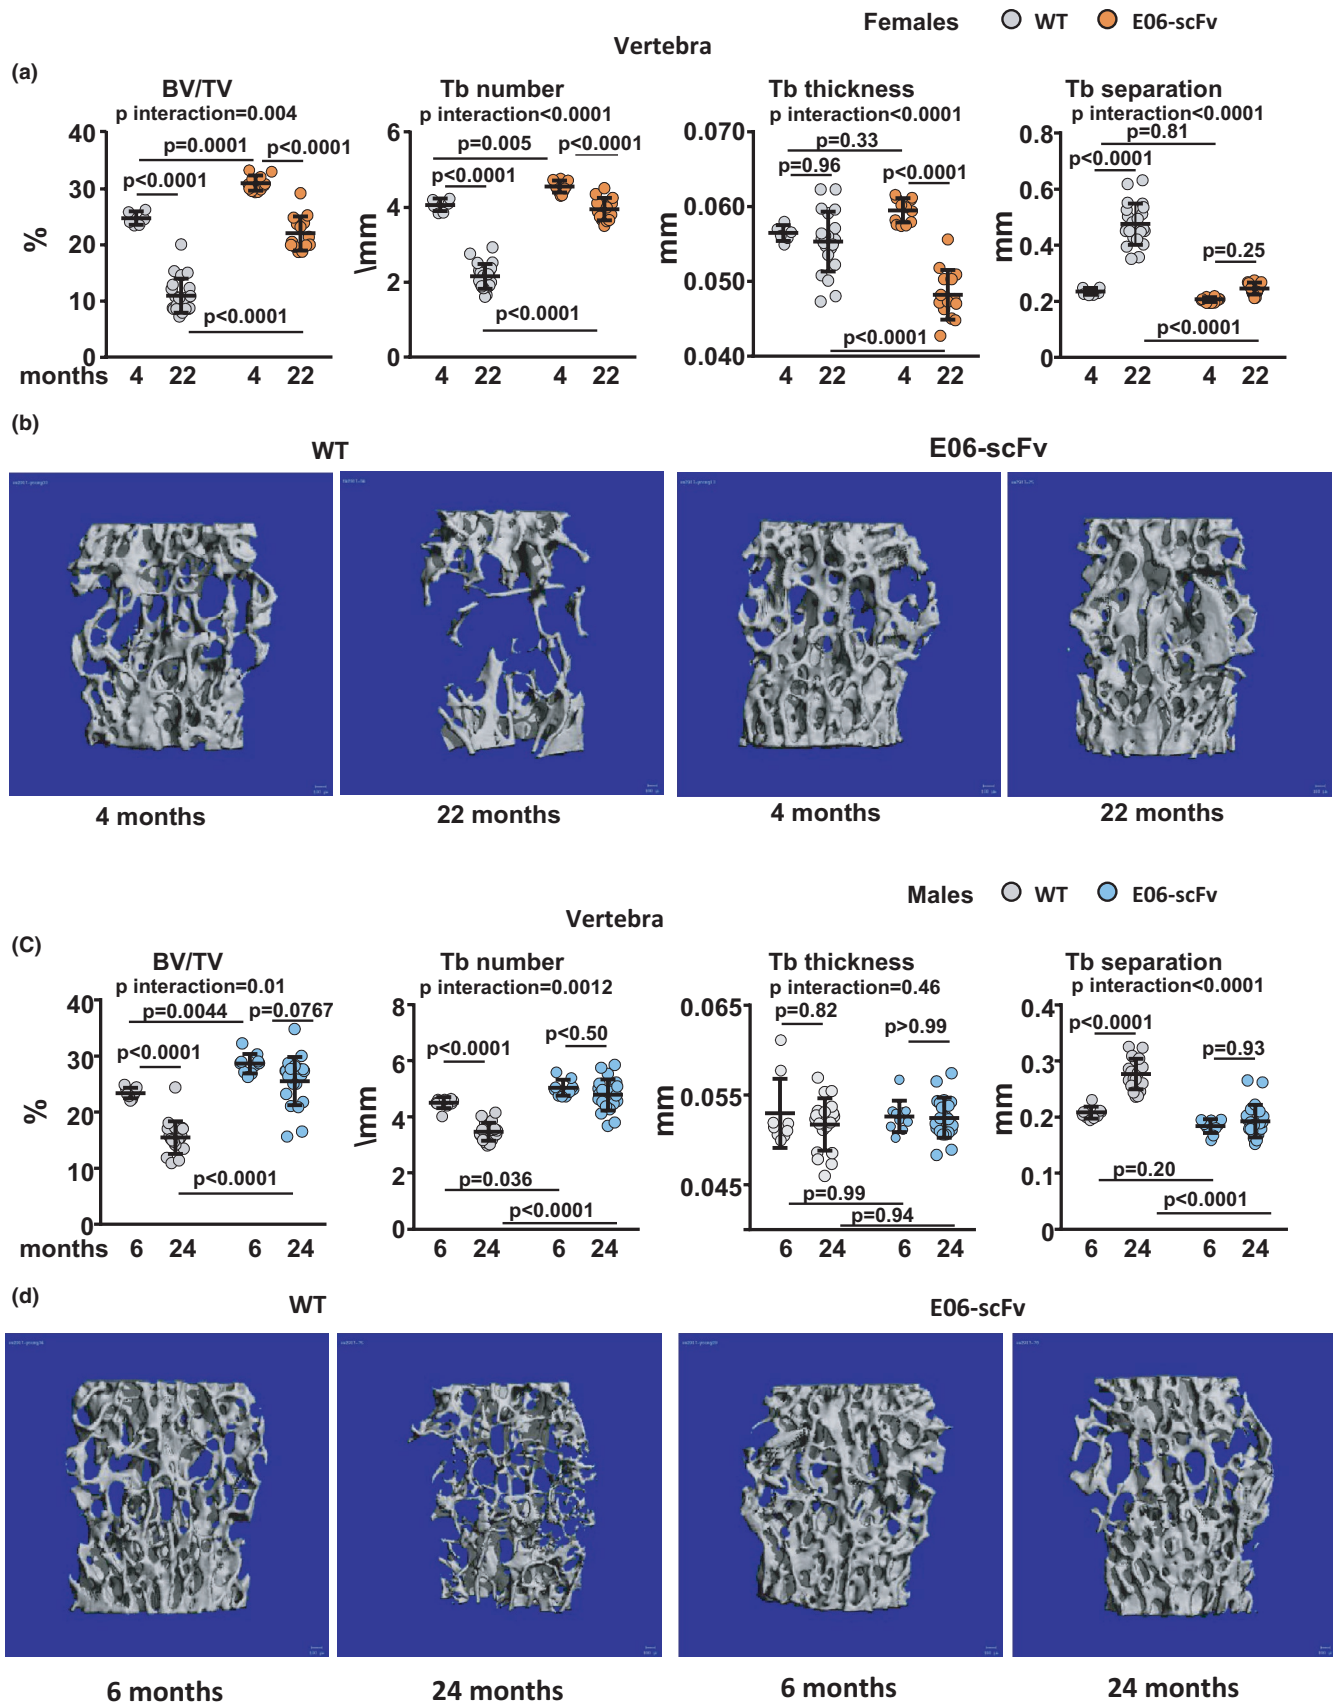 Females WT E06-scFv
Vertebra
(a)
BV/TV
p interaction=0.004
40
30
20
10
0
%
p=0.0001
p<0.0001
p<0.0001
p<0.0001
months 4 22 4 22
Tb number
p interaction<0.0001
6
4
2
0
\mm
p=0.005
p<0.0001
p<0.0001
p<0.0001
4 22 4 22
Tb thickness
p interaction<0.0001
0.070
0.060
0.050
0.040
mm
p=0.33
p=0.96
p<0.0001
p<0.0001
4 22 4 22
Tb separation
p interaction<0.0001
0.8
0.6
0.4
0.2
0
mm
p=0.81
p<0.0001
p=0.25
p<0.0001
4 22 4 22
(b)
WT E06-scFv
4 months 22 months 4 months 22 months
Males WT E06-scFv
Vertebra
(C)
BV/TV
p interaction=0.01
40
30
20
10
0
%
p=0.0044
p=0.0767
p<0.0001
p<0.0001
months 6 24 6 24
Tb number
p interaction=0.0012
8
6
4
2
0
\mm
p<0.50
p<0.0001
p=0.036
p<0.0001
6 24 6 24
Tb thickness
p interaction=0.46
0.065
0.055
0.045
mm
p=0.82
p>0.99
p=0.99
p=0.94
6 24 6 24
Tb separation
p interaction<0.0001
0.4
0.3
0.2
0.1
0
mm
p<0.0001
p=0.93
p=0.20
p<0.0001
6 24 6 24
(d)
WT E06-scFv
6 months 24 months 6 months 24 months